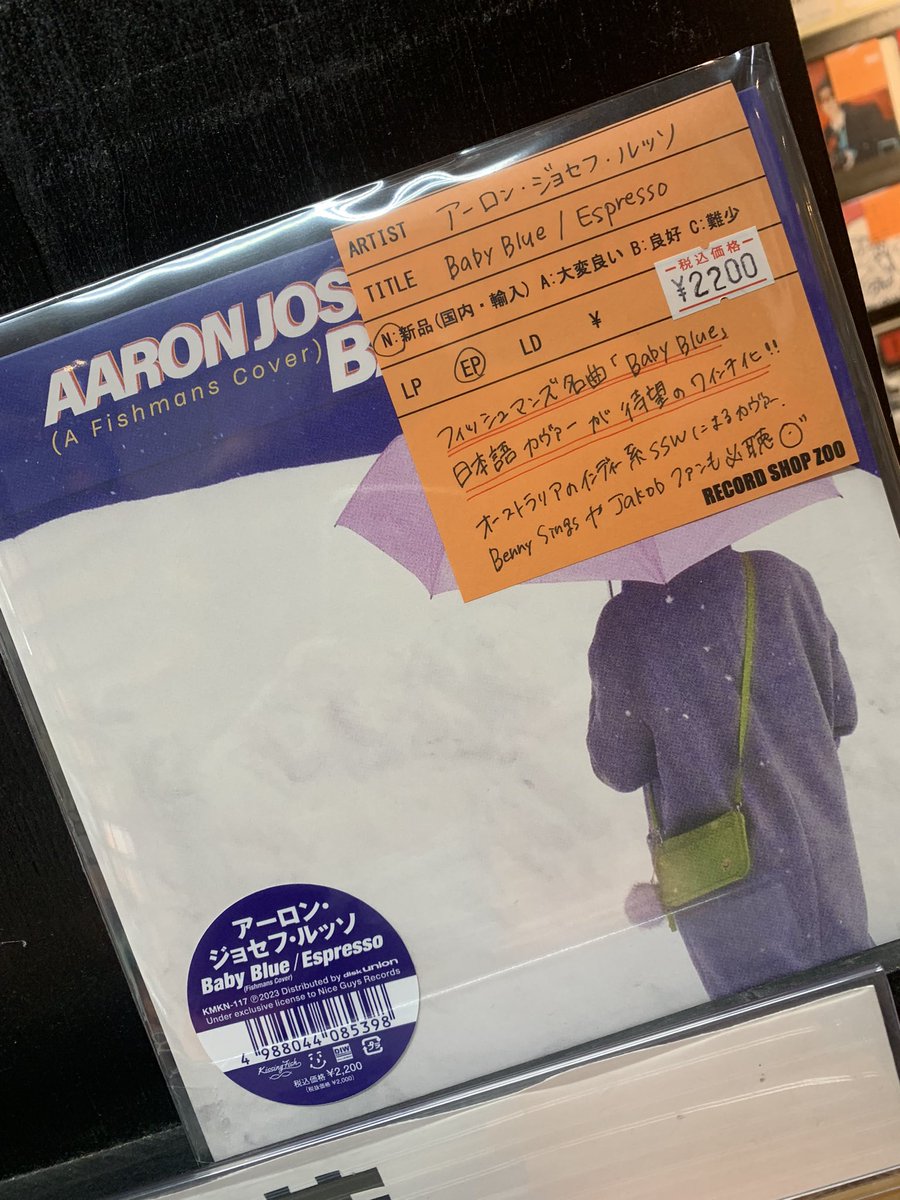 ARTIST アーロン・ジョセフ・ルッソ
TITLE Baby Blue / Espresso
N:新品(国内・輸入) A:大変良い B:良好 C:難少
税込価格
¥2200
LP EP LD ¥
フィッシュマンズ名曲「Baby Blue」
日本語カヴァーが待望の7インチ化!!
オーストラリアのインディー系SSWによるカヴァー
Benny Sings や Jakob ファンも必聴
RECORD SHOP ZOO
AARON JOS
(A Fishmans Cover)
アーロン・
ジョセフ・ルッソ
Baby Blue / Espresso
(Fishmans Cover)
KMKN-117 Ⓟ2023 Distributed by diskunion
Under exclusive license to Nice Guys Records
4 988044 085398
Kissing Fish
DIW
税込価格 ¥2,200
(税抜価格 ¥2,000)